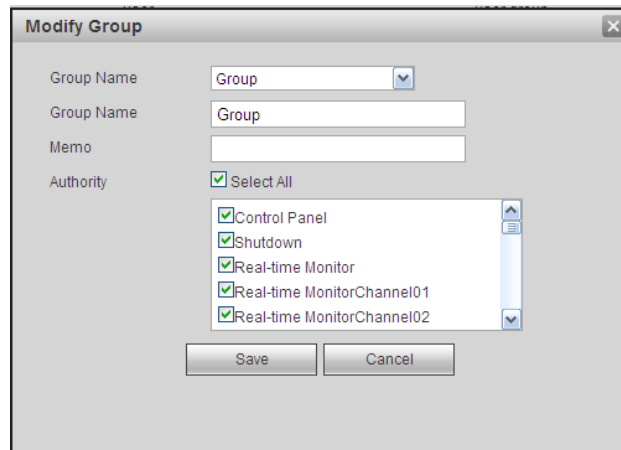 Modify Group
Group Name Group
Group Name Group
Memo
Authority Select All
Control Panel
Shutdown
Real-time Monitor
Real-time MonitorChannel01
Real-time MonitorChannel02
Save Cancel